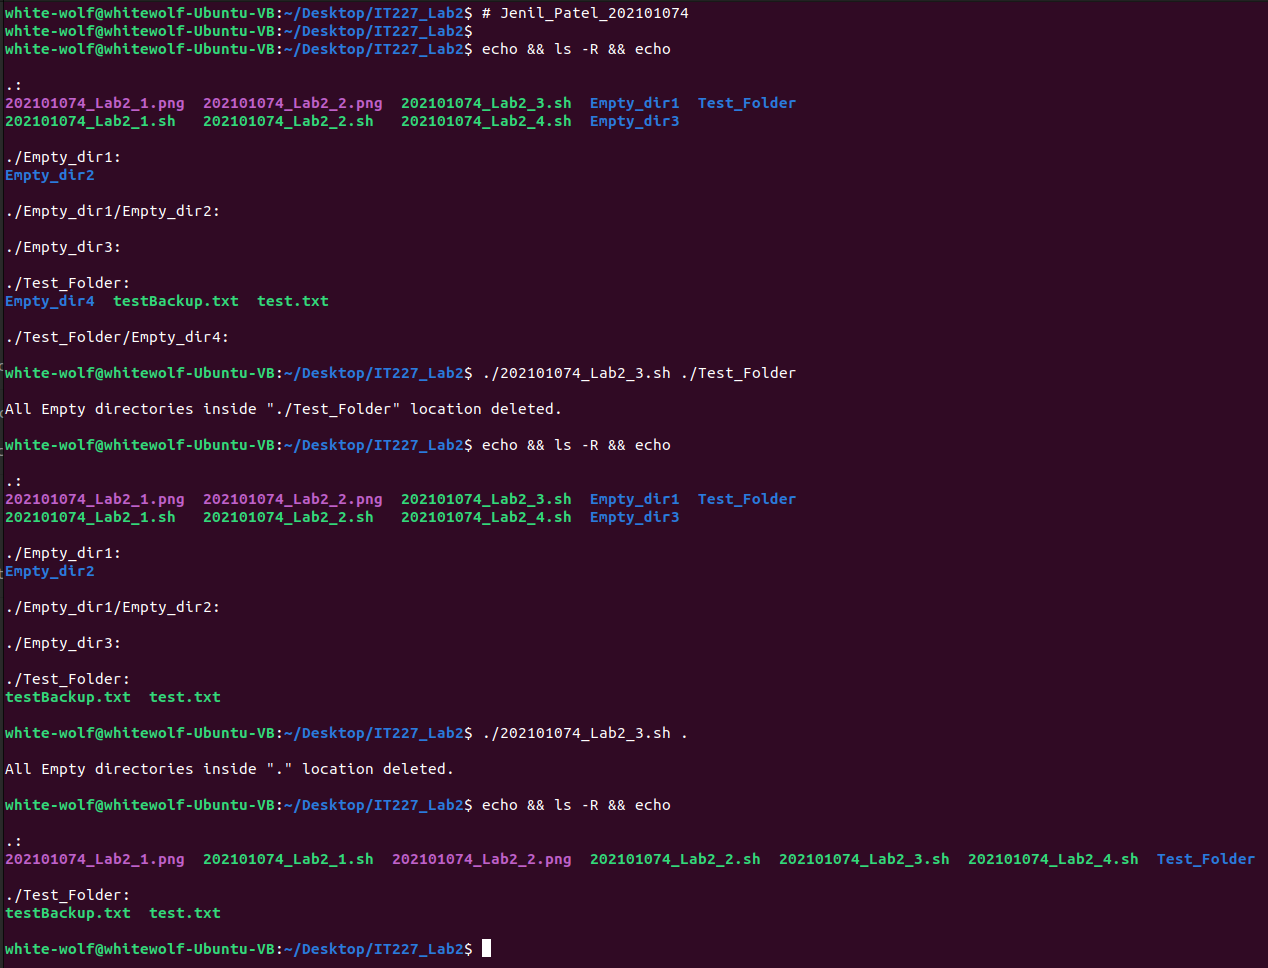 white-wolf@whitewolf-Ubuntu-VB:~/Desktop/IT227_Lab2$ # Jenil_Patel_202101074
white-wolf@whitewolf-Ubuntu-VB:~/Desktop/IT227_Lab2$
white-wolf@whitewolf-Ubuntu-VB:~/Desktop/IT227_Lab2$ echo && ls -R && echo
.:
202101074_Lab2_1.png  202101074_Lab2_2.png  202101074_Lab2_3.sh  Empty_dir1  Test_Folder
202101074_Lab2_1.sh   202101074_Lab2_2.sh   202101074_Lab2_4.sh  Empty_dir3
./Empty_dir1:
Empty_dir2
./Empty_dir1/Empty_dir2:
./Empty_dir3:
./Test_Folder:
Empty_dir4  testBackup.txt  test.txt
./Test_Folder/Empty_dir4:
white-wolf@whitewolf-Ubuntu-VB:~/Desktop/IT227_Lab2$ ./202101074_Lab2_3.sh ./Test_Folder
All Empty directories inside "./Test_Folder" location deleted.
white-wolf@whitewolf-Ubuntu-VB:~/Desktop/IT227_Lab2$ echo && ls -R && echo
.:
202101074_Lab2_1.png  202101074_Lab2_2.png  202101074_Lab2_3.sh  Empty_dir1  Test_Folder
202101074_Lab2_1.sh   202101074_Lab2_2.sh   202101074_Lab2_4.sh  Empty_dir3
./Empty_dir1:
Empty_dir2
./Empty_dir1/Empty_dir2:
./Empty_dir3:
./Test_Folder:
testBackup.txt  test.txt
white-wolf@whitewolf-Ubuntu-VB:~/Desktop/IT227_Lab2$ ./202101074_Lab2_3.sh .
All Empty directories inside "." location deleted.
white-wolf@whitewolf-Ubuntu-VB:~/Desktop/IT227_Lab2$ echo && ls -R && echo
.:
202101074_Lab2_1.png  202101074_Lab2_1.sh  202101074_Lab2_2.png  202101074_Lab2_2.sh  202101074_Lab2_3.sh  202101074_Lab2_4.sh  Test_Folder
./Test_Folder:
testBackup.txt  test.txt
white-wolf@whitewolf-Ubuntu-VB:~/Desktop/IT227_Lab2$